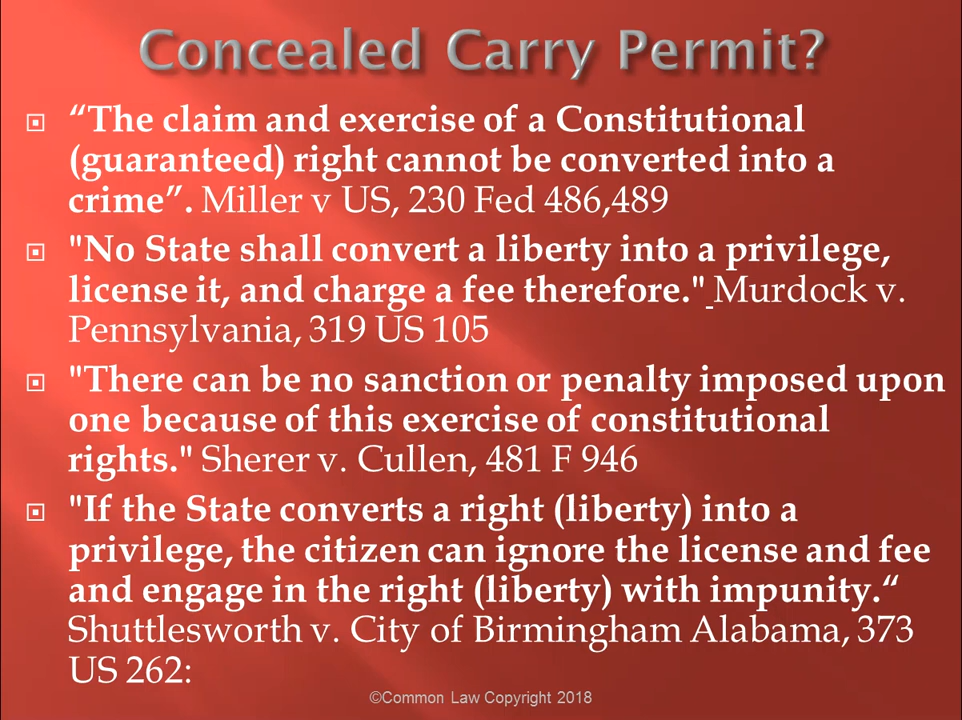 Concealed Carry Permit?
“The claim and exercise of a Constitutional
(guaranteed) right cannot be converted into a
crime”. Miller v US, 230 Fed 486,489
"No State shall convert a liberty into a privilege,
license it, and charge a fee therefore." Murdock v.
Pennsylvania, 319 US 105
"There can be no sanction or penalty imposed upon
one because of this exercise of constitutional
rights." Sherer v. Cullen, 481 F 946
"If the State converts a right (liberty) into a
privilege, the citizen can ignore the license and fee
and engage in the right (liberty) with impunity.“
Shuttlesworth v. City of Birmingham Alabama, 373
US 262:
©Common Law Copyright 2018